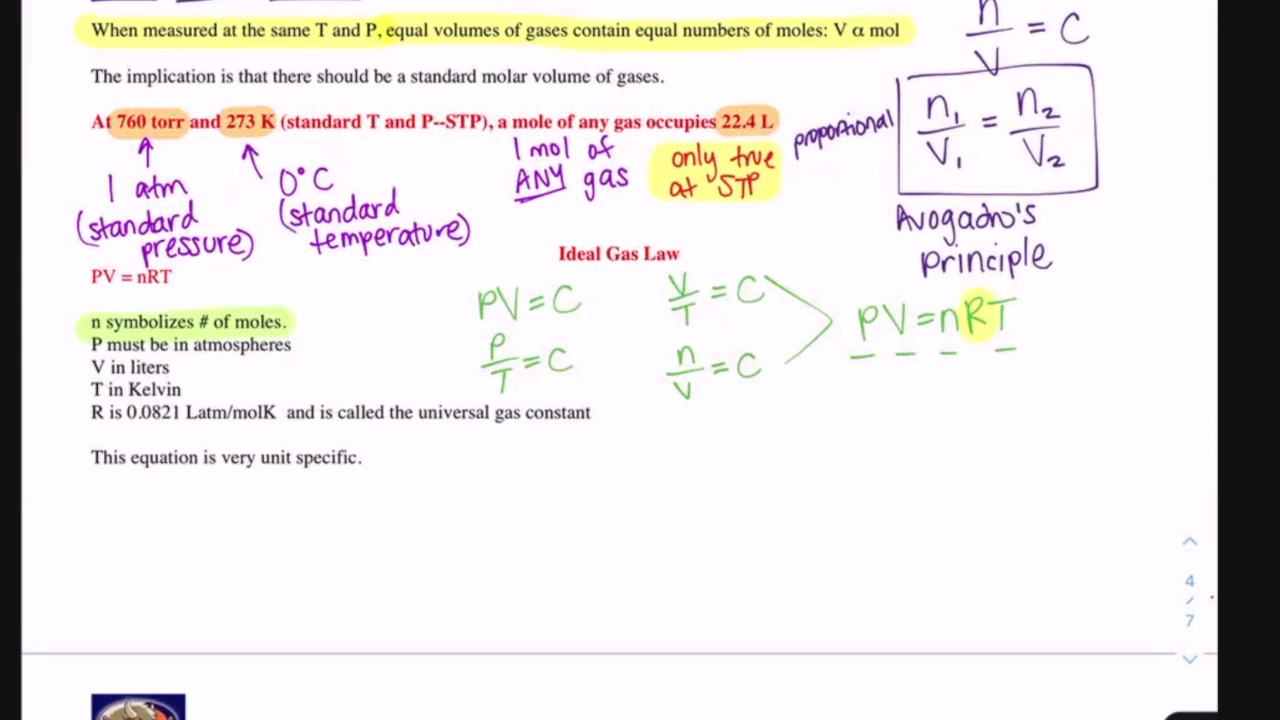 When measured at the same T and P, equal volumes of gases contain equal numbers of moles: V α mol
n/V = C
The implication is that there should be a standard molar volume of gases.
At 760 torr and 273 K (standard T and P--STP), a mole of any gas occupies 22.4 L
proportional
n₁/V₁ = n₂/V₂
1 atm
(standard
pressure)
0°C
(standard
temperature)
1 mol of
ANY gas
only true
at STP
Avogadro's
Principle
Ideal Gas Law
PV = nRT
PV = C
V/T = C
P/T = C
n/V = C
PV = nRT
n symbolizes # of moles.
P must be in atmospheres
V in liters
T in Kelvin
R is 0.0821 Latm/molK and is called the universal gas constant
This equation is very unit specific.
4
/
7